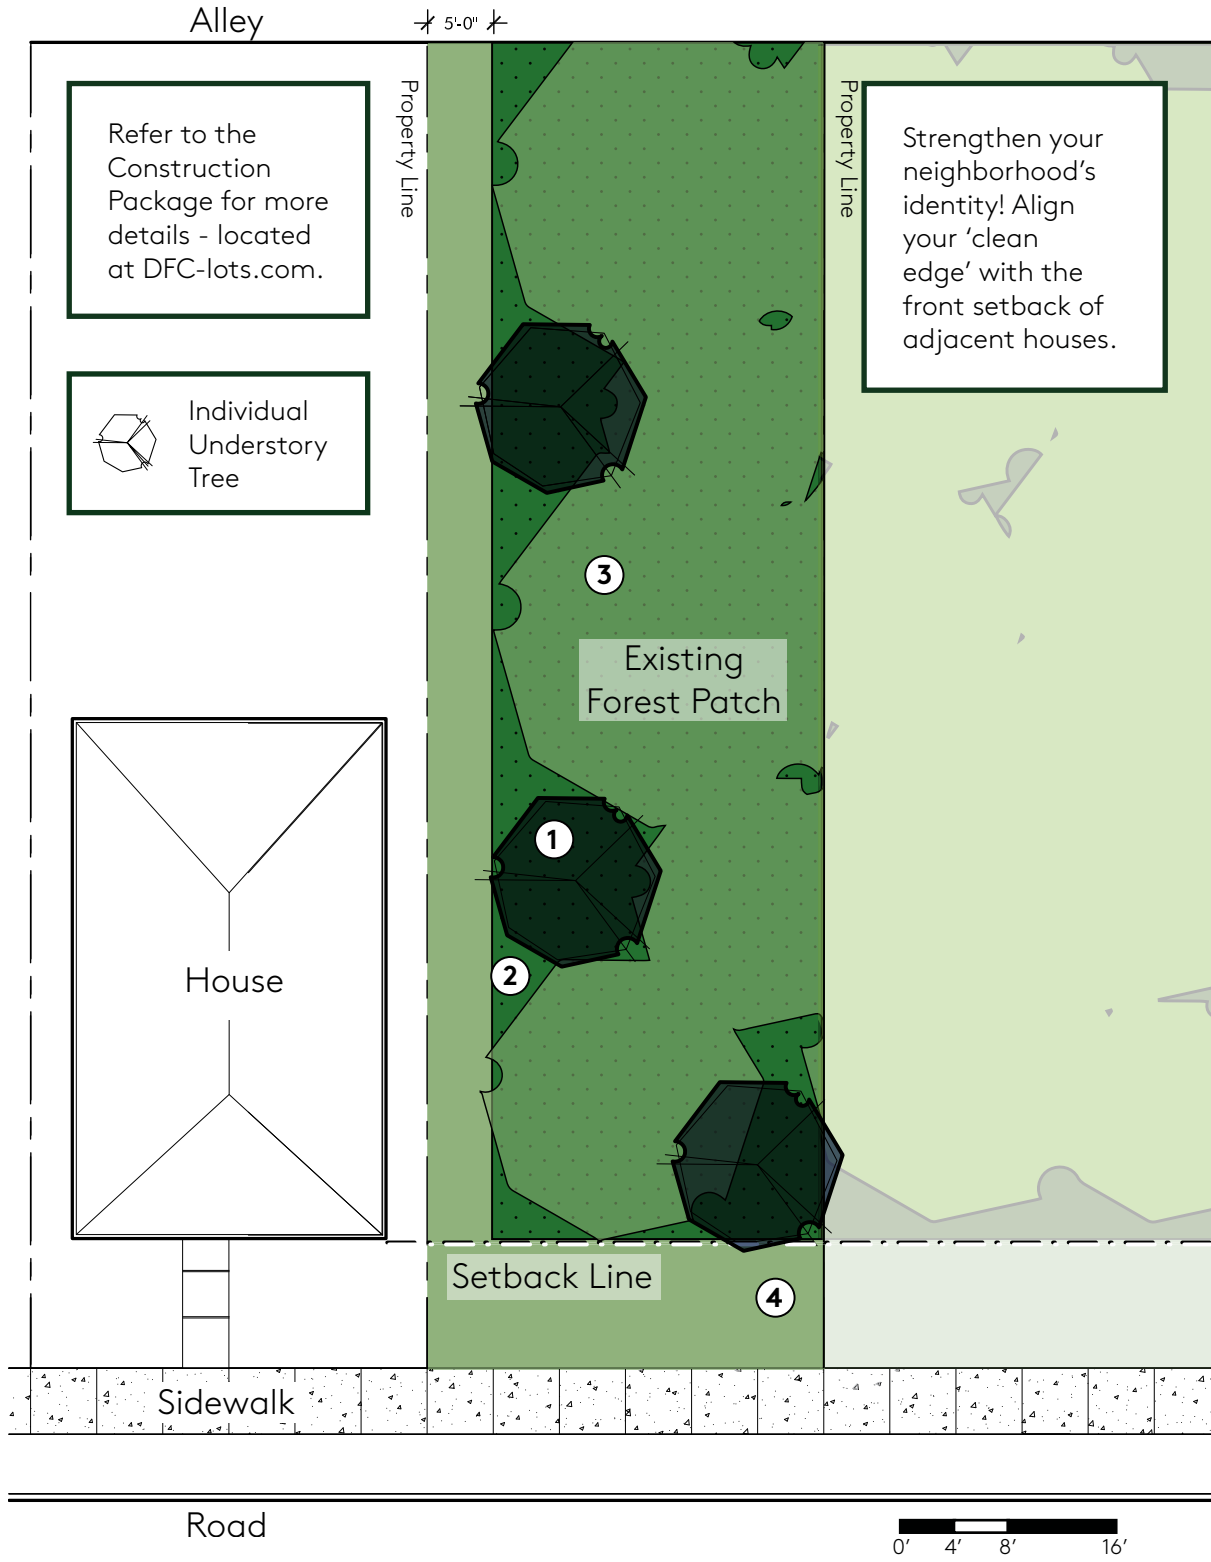 Alley
5'-0"
Property Line
Property Line
Refer to the
Construction
Package for more
details - located
at DFC-lots.com.
Strengthen your
neighborhood’s
identity! Align
your ‘clean
edge’ with the
front setback of
adjacent houses.
Individual
Understory
Tree
3
Existing
Forest Patch
1
2
House
Setback Line
4
Sidewalk
Road
0’ 4’ 8’ 16’